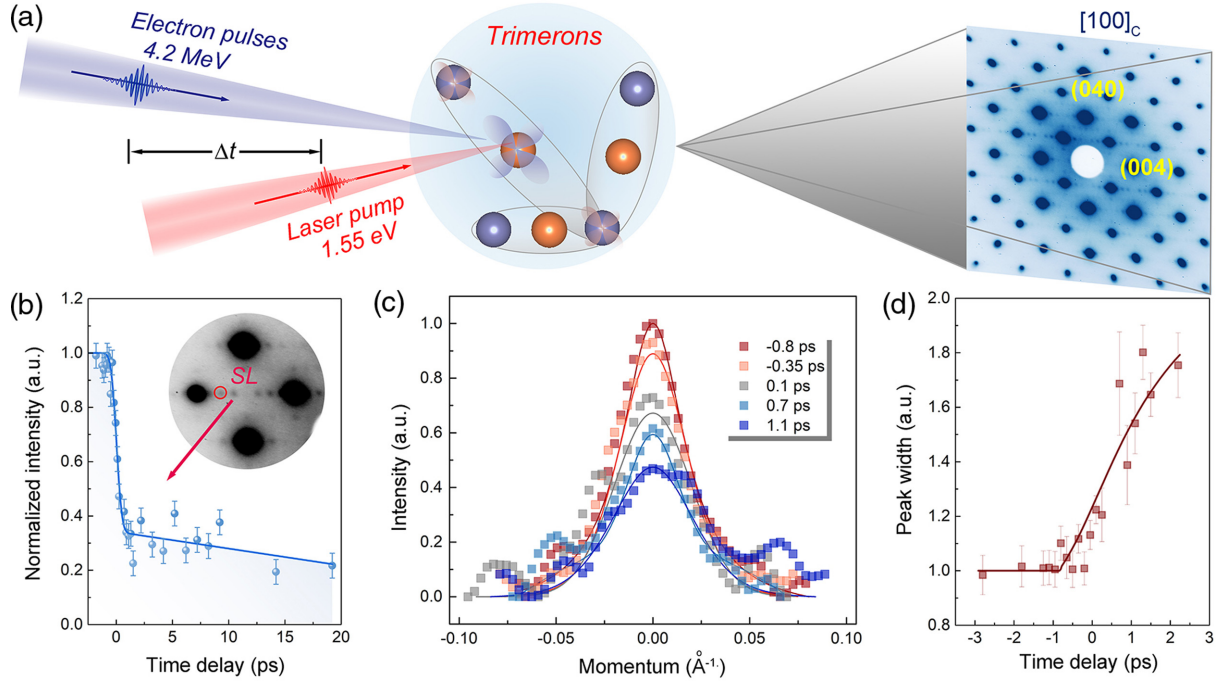 (a)
Electron pulses
4.2 MeV
Δt
Laser pump
1.55 eV
Trimerons
[100]C
(040)
(004)
(b)
Normalized intensity (a.u.)
1.2
1.0
0.8
0.6
0.4
0.2
0.0
SL
0 5 10 15 20
Time delay (ps)
(c)
Intensity (a.u.)
1.0
0.8
0.6
0.4
0.2
0.0
-0.8 ps
-0.35 ps
0.1 ps
0.7 ps
1.1 ps
-0.10 -0.05 0.00 0.05 0.10
Momentum (Å-1.)
(d)
Peak width (a.u.)
2.0
1.8
1.6
1.4
1.2
1.0
0.8
-3 -2 -1 0 1 2 3
Time delay (ps)